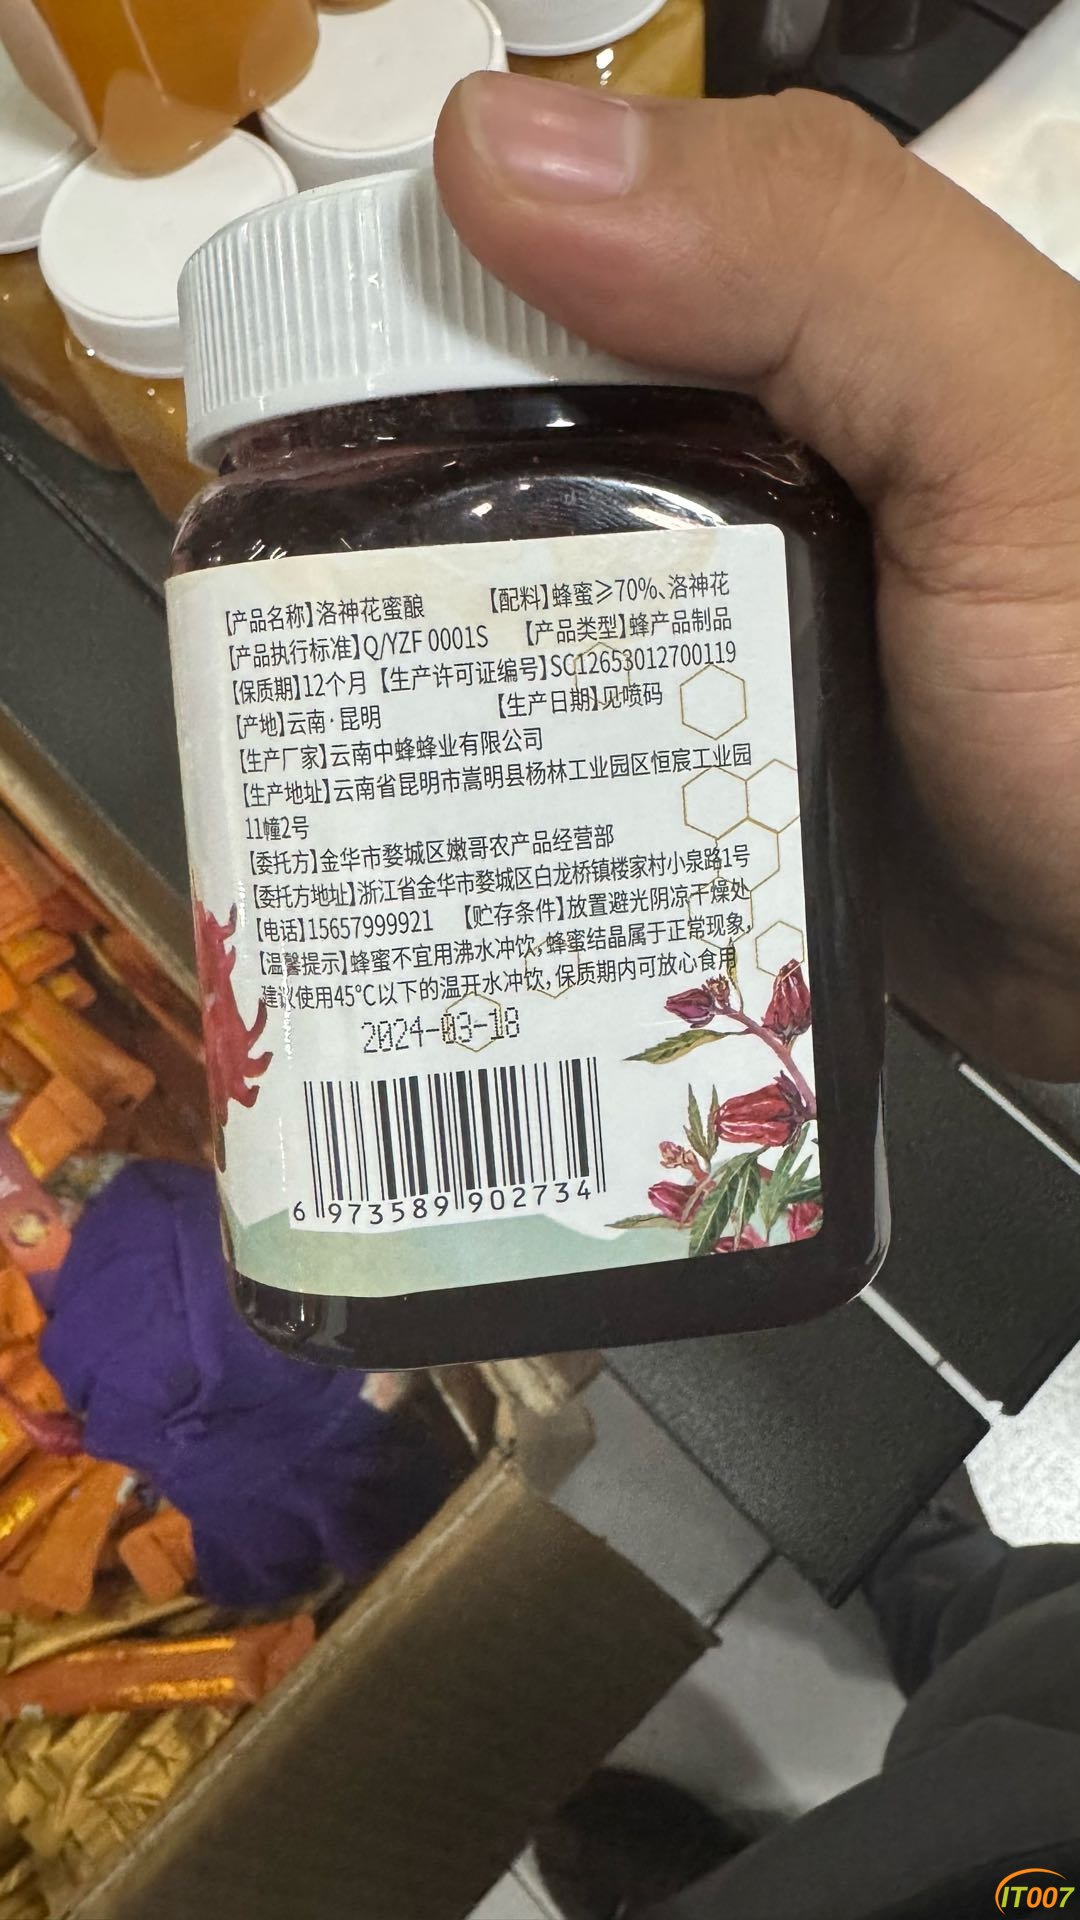 【产品名称】洛神花蜜酿 【配料】蜂蜜≥70%、洛神花
【产品执行标准】Q/YZF 0001S 【产品类型】蜂产品制品
【保质期】12个月 【生产许可证编号】SC12653012700119
【产地】云南·昆明 【生产日期】见喷码
【生产厂家】云南中蜂蜂业有限公司
【生产地址】云南省昆明市嵩明县杨林工业园区恒宸工业园
11幢2号
【委托方】金华市婺城区嫩哥农产品经营部
【委托方地址】浙江省金华市婺城区白龙桥镇楼家村小泉路1号
【电话】15657999921 【贮存条件】放置避光阴凉干燥处
【温馨提示】蜂蜜不宜用沸水冲饮,蜂蜜结晶属于正常现象,
建议使用45℃以下的温开水冲饮,保质期内可放心食用
2024-03-18
6 973589 902734
IT007